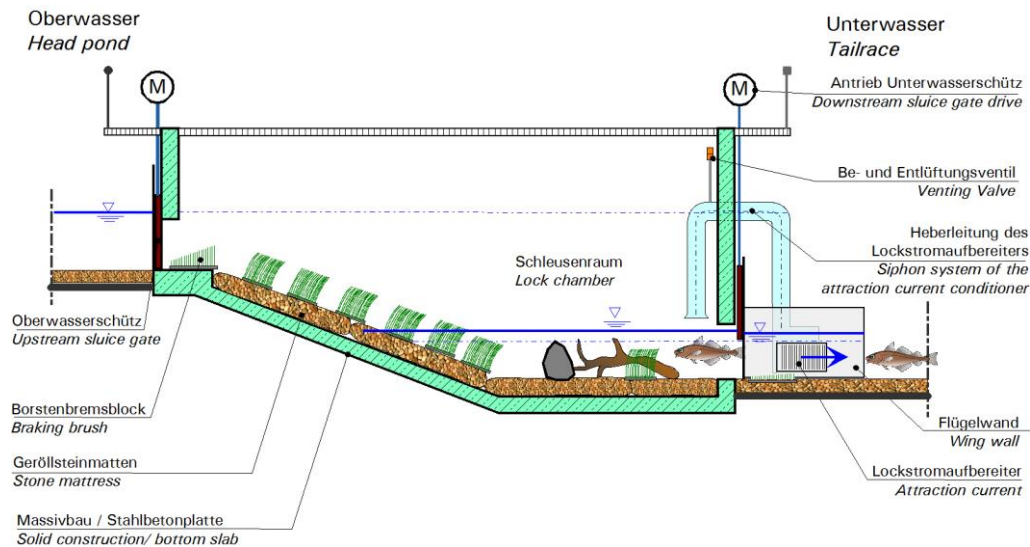 Oberwasser
Head pond
Unterwasser
Tailrace
M
M
Antrieb Unterwasserschütz
Downstream sluice gate drive
Be- und Entlüftungsventil
Venting Valve
Heberleitung des
Lockstromaufbereiters
Siphon system of the
attraction current conditioner
Schleusenraum
Lock chamber
Oberwasserschütz
Upstream sluice gate
Borstenbremsblock
Braking brush
Geröllsteinmatten
Stone mattress
Massivbau / Stahlbetonplatte
Solid construction/ bottom slab
Flügelwand
Wing wall
Lockstromaufbereiter
Attraction current